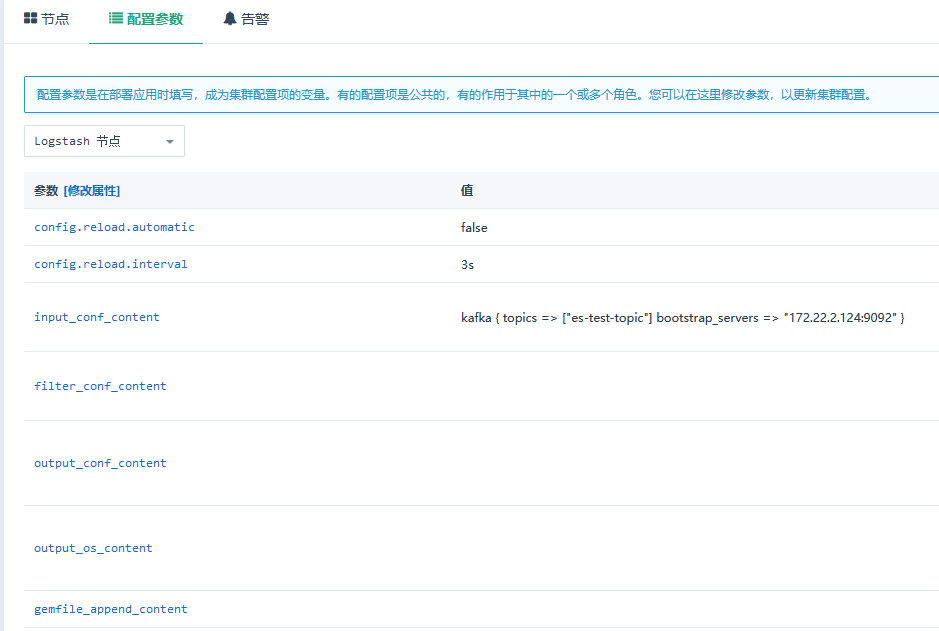 节点 配置参数 告警
配置参数是在部署应用时填写，成为集群配置项的变量。有的配置项是公共的，有的作用于其中的一个或多个角色。您可以在这里修改参数，以更新集群配置。
Logstash 节点
参数 [修改属性] 值
config.reload.automatic false
config.reload.interval 3s
input_conf_content kafka { topics => ["es-test-topic"] bootstrap_servers => "172.22.2.124:9092" }
filter_conf_content
output_conf_content
output_os_content
gemfile_append_content